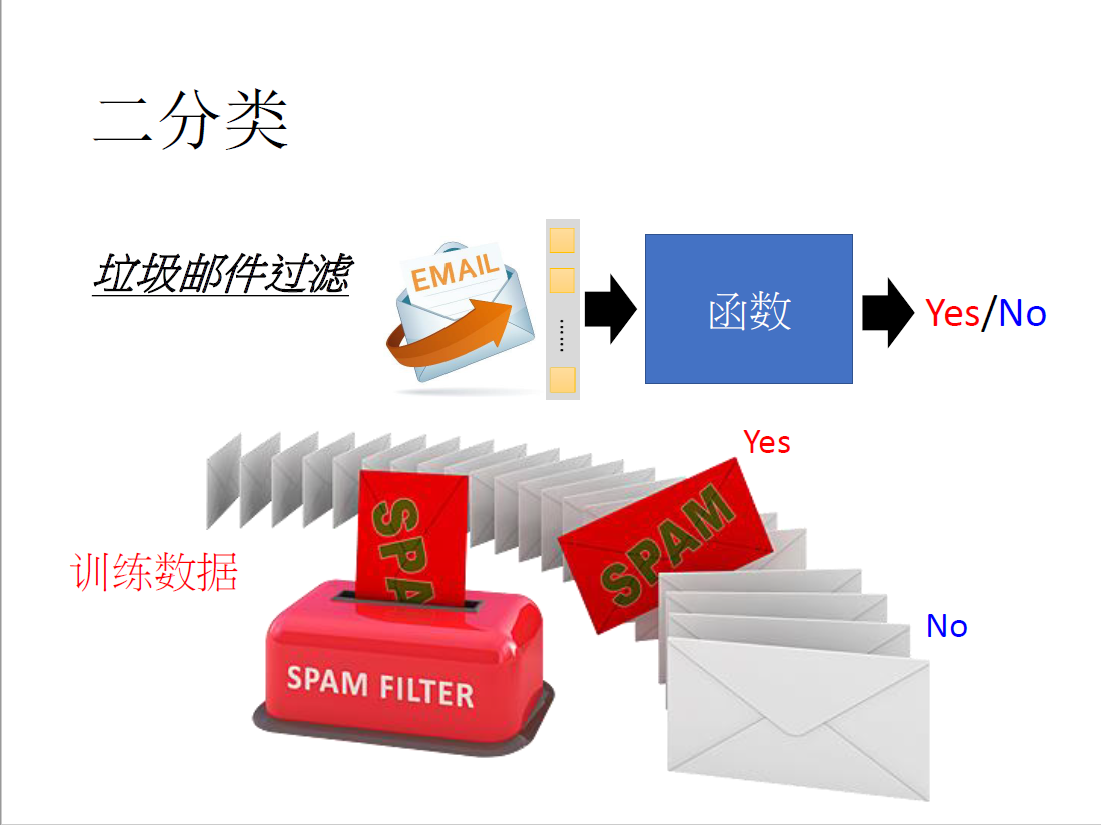 二分类
垃圾邮件过滤
EMAIL
……
函数
Yes/No
Yes
SPAM
SPA
训练数据
No
SPAM FILTER